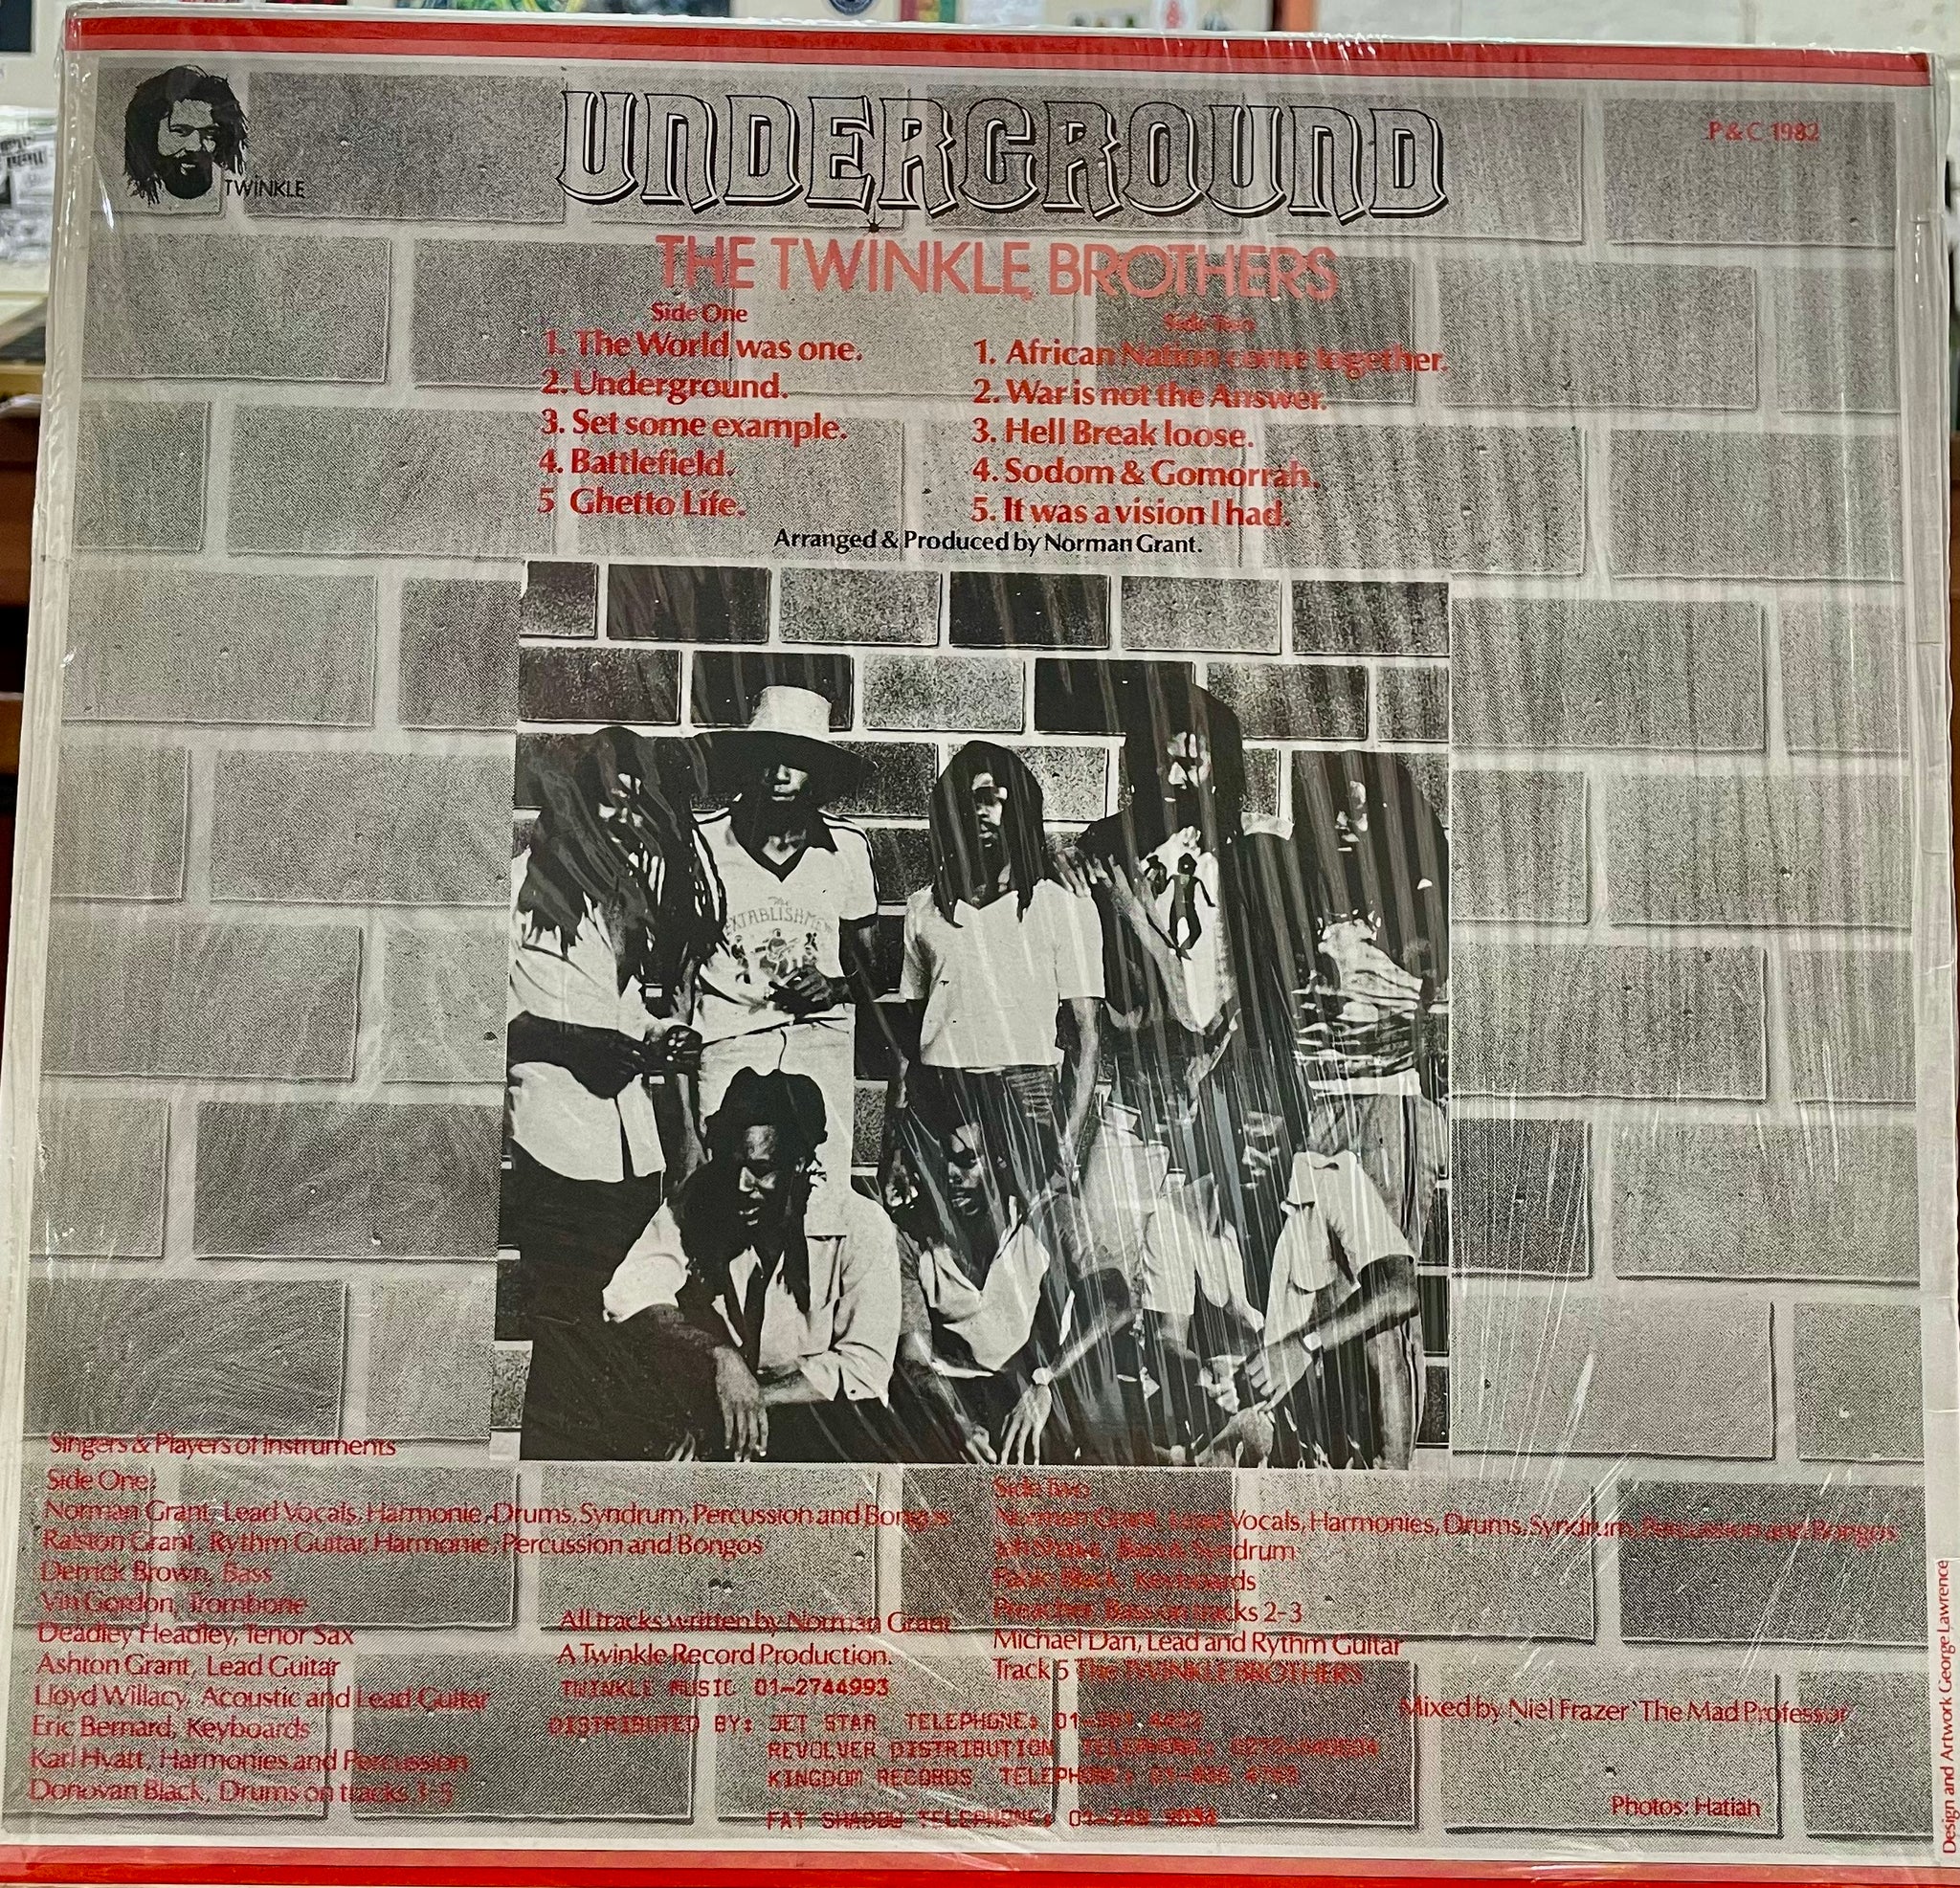 TWiNKLE
UNDERGROUND
P & C 1982
THE TWiNKLE BROTHERS
Side One
1. The World was one.
2. Underground.
3. Set some example.
4. Battlefield.
5 Ghetto Life.
Side Two
1. African Nation come together.
2. War is not the Answer.
3. Hell Break loose.
4. Sodom & Gomorrah.
5. It was a vision I had.
Arranged & Produced by Norman Grant.
The
EXTABLISHME
Singers & Players of Instruments
Side One:
Norman Grant, Lead Vocals, Harmonie, Drums, Syndrum, Percussion and Bongos
Ralston Grant, Rythm Guitar, Harmonie, Percussion and Bongos
Derrick Brown, Bass
Vin Gordon, Trombone
Deadley Headley, Tenor Sax
Ashton Grant, Lead Guitar
Lloyd Willacy, Acoustic and Lead Guitar
Eric Bernard, Keyboards
Karl Hyatt, Harmonies and Percussion
Donovan Black, Drums on tracks
All tracks written by Norman Grant
A Twinkle Record Production.
TWINKLE MUSIC 01-2744993
DISTRIBUTED BY: JET STAR TELEPHONE: 01-
REVOLVER DISTRIBUTION TELEPHONE:
KINGDOM RECORDS TELEPHONE:
FAT SHADOW TELEPHONE:
Side Two
Norman Grant, Lead Vocals, Harmonies, Drums, Syndrum, Percussion and Bongos
Bass & Syndrum
Black, Keyboards
Preacher, Bass on tracks 2-3
Michael Dan, Lead and Rythm Guitar
Track 5 The TWINKLE BROTHERS
Mixed by Niel Frazer 'The Mad Professor'
Photos: Hatiah
Design and Artwork George Lawrence